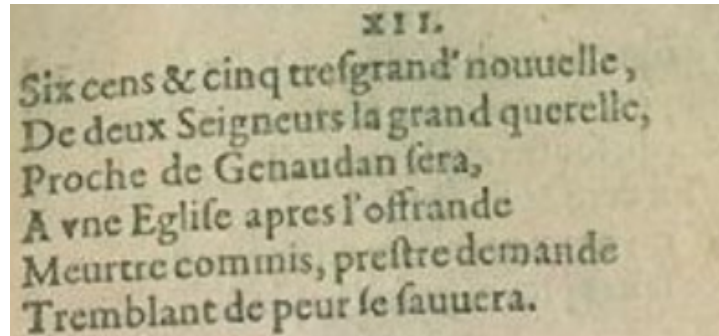 XII.
Six cens & cinq treſgrand' nouuelle,
De deux Seigneurs la grand querelle,
Proche de Genaudan ſera,
A vne Egliſe apres l'offrande
Meurtre commis, preſtre demande
Tremblant de peur ſe ſauuera.